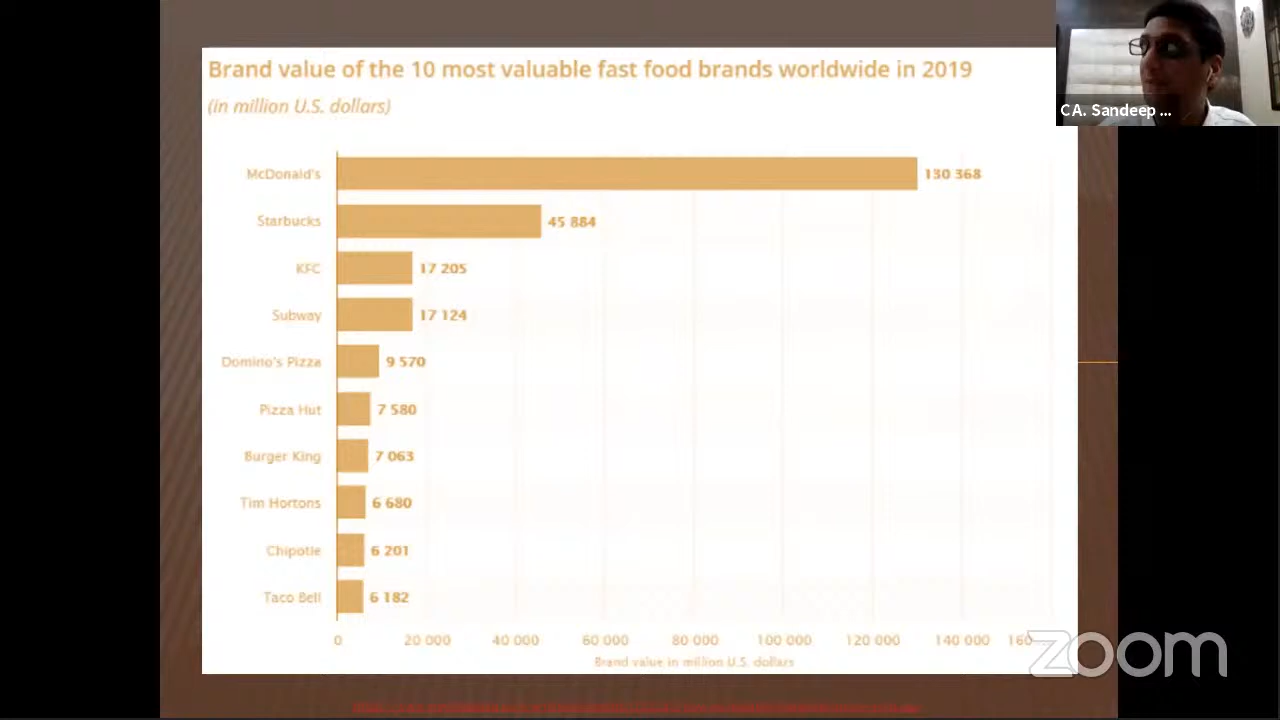 Brand value of the 10 most valuable fast food brands worldwide in 2019
(in million U.S. dollars)
CA. Sandeep ...
McDonald's 130 368
Starbucks 45 884
KFC 17 205
Subway 17 124
Domino's Pizza 9 570
Pizza Hut 7 580
Burger King 7 063
Tim Hortons 6 680
Chipotle 6 201
Taco Bell 6 182
0 20 000 40 000 60 000 80 000 100 000 120 000 140 000 160
Brand value in million U.S. dollars
zoom